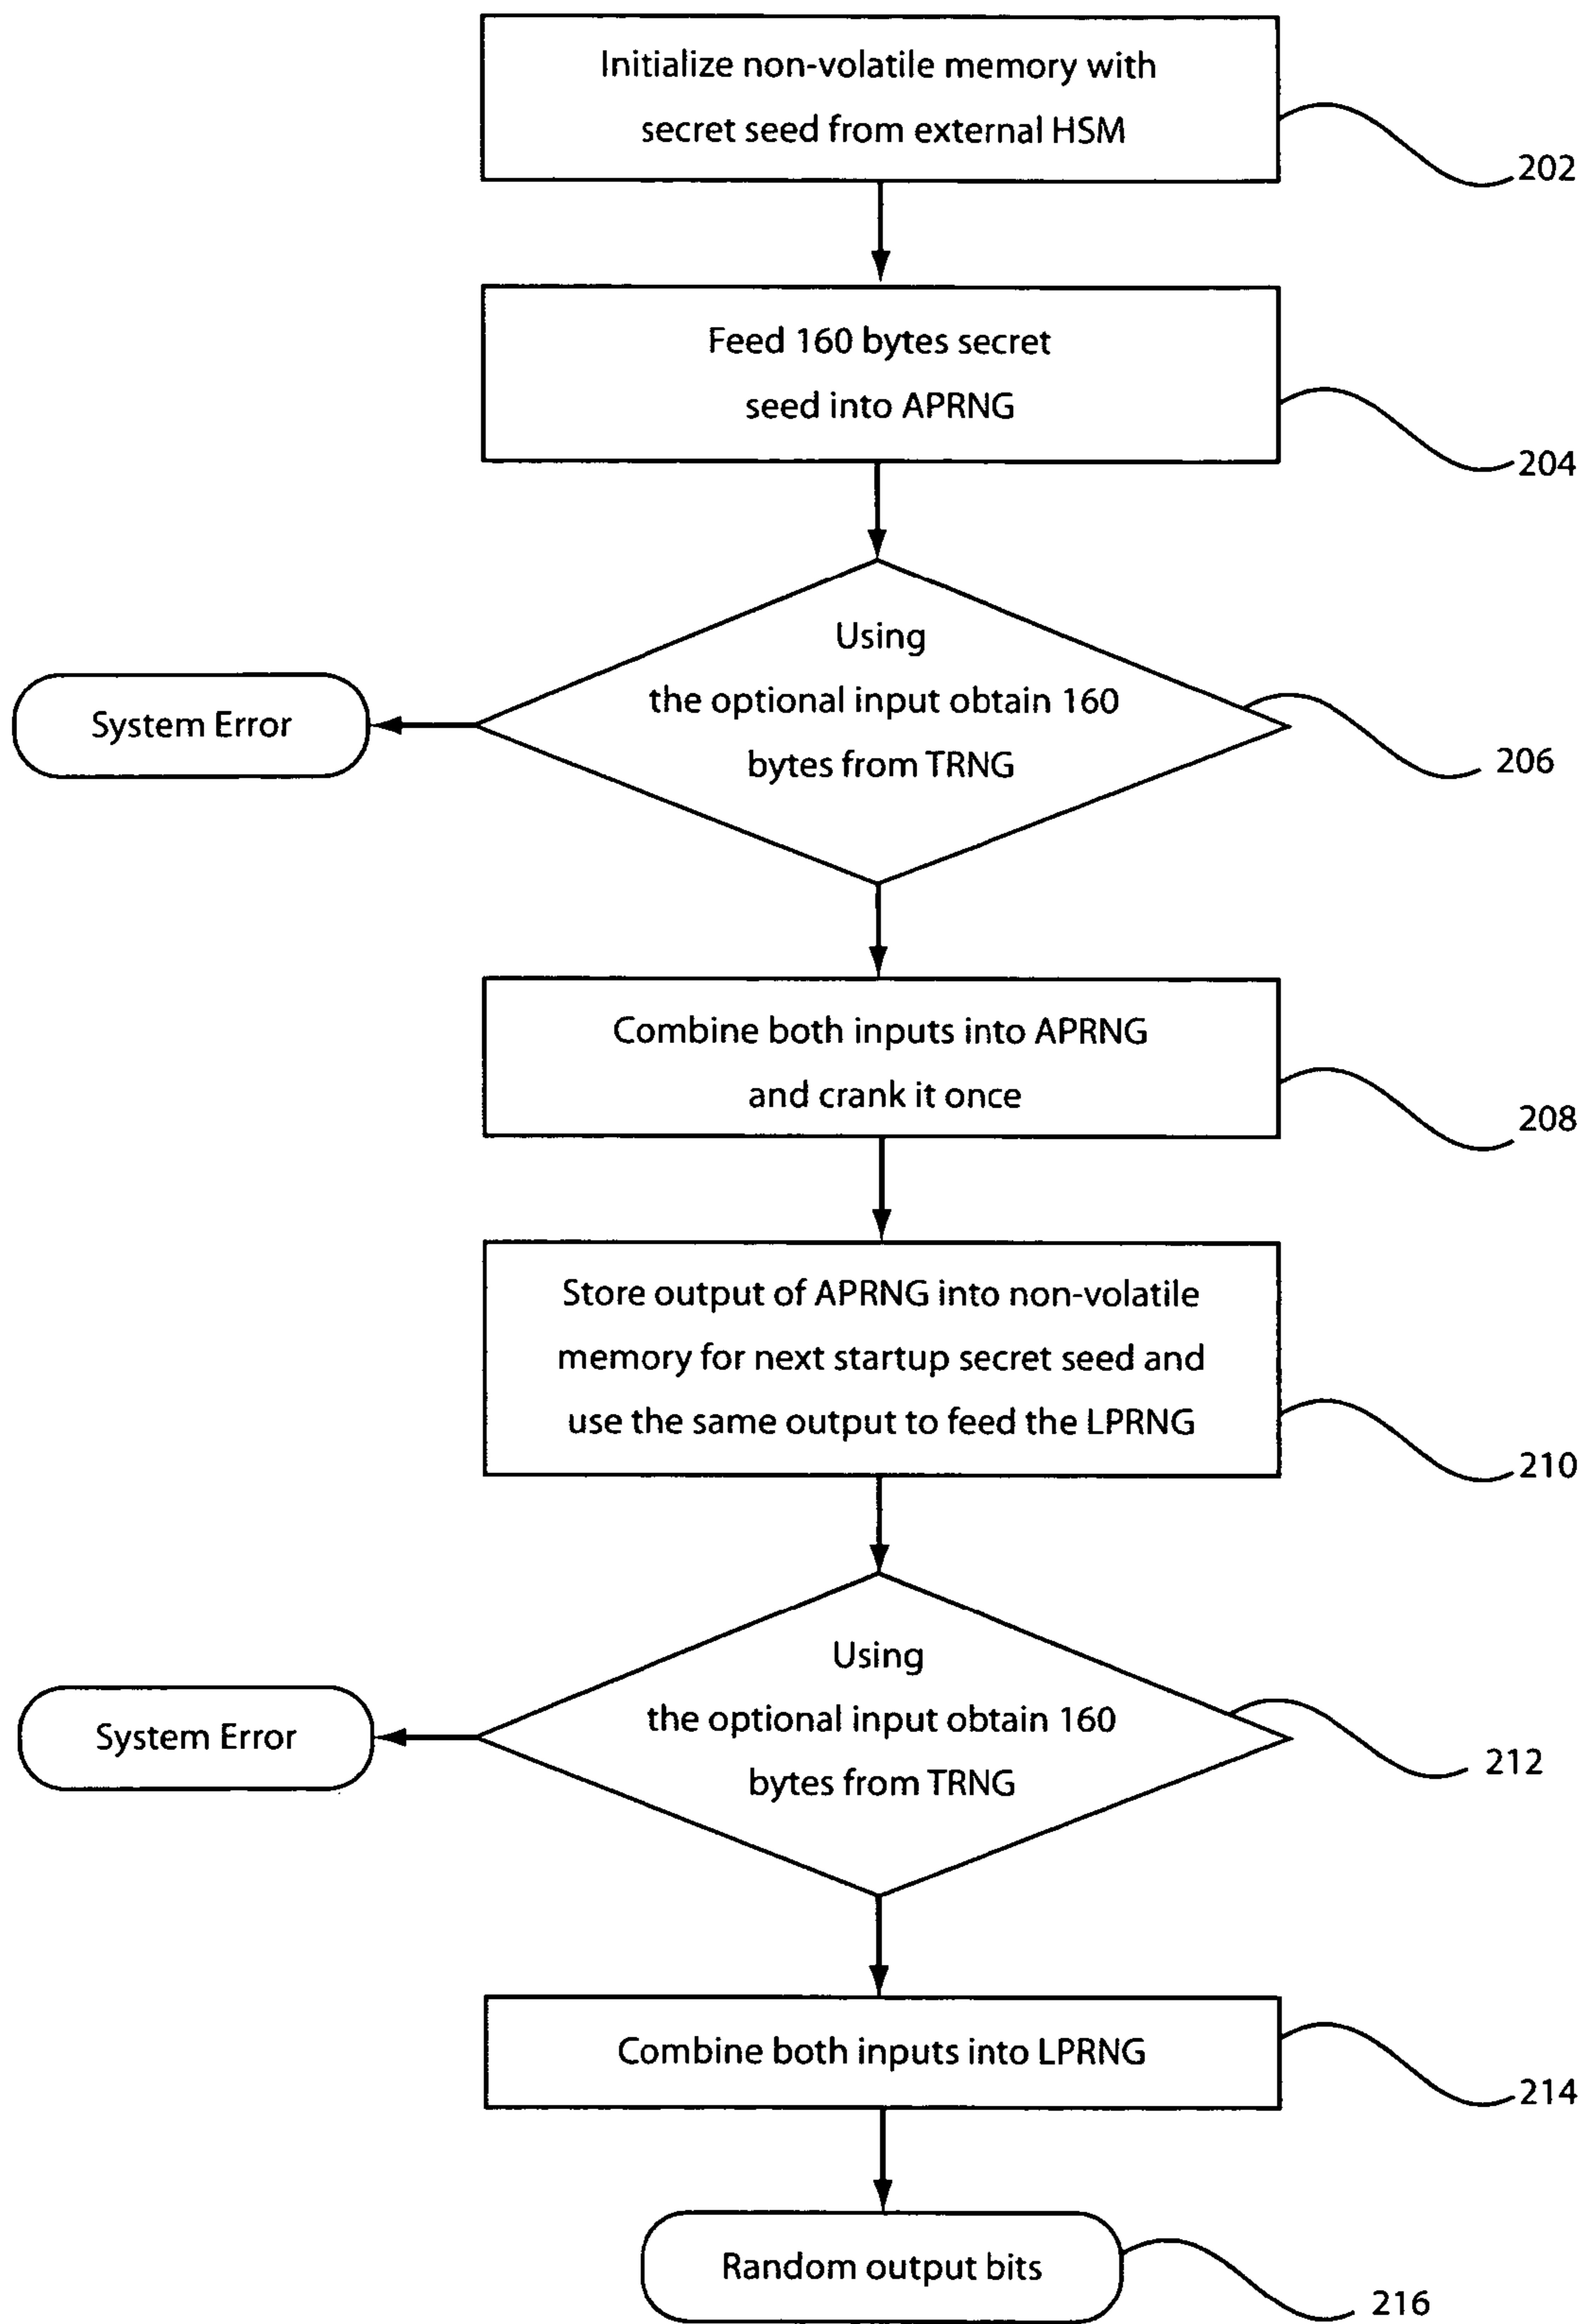 Initialize non-volatile memory with
secret seed from external HSM
202
Feed 160 bytes secret
seed into APRNG
204
Using
the optional input obtain 160
bytes from TRNG
System Error
206
Combine both inputs into APRNG
and crank it once
208
Store output of APRNG into non-volatile
memory for next startup secret seed and
use the same output to feed the LPRNG
210
Using
the optional input obtain 160
bytes from TRNG
System Error
212
Combine both inputs into LPRNG
214
Random output bits
216